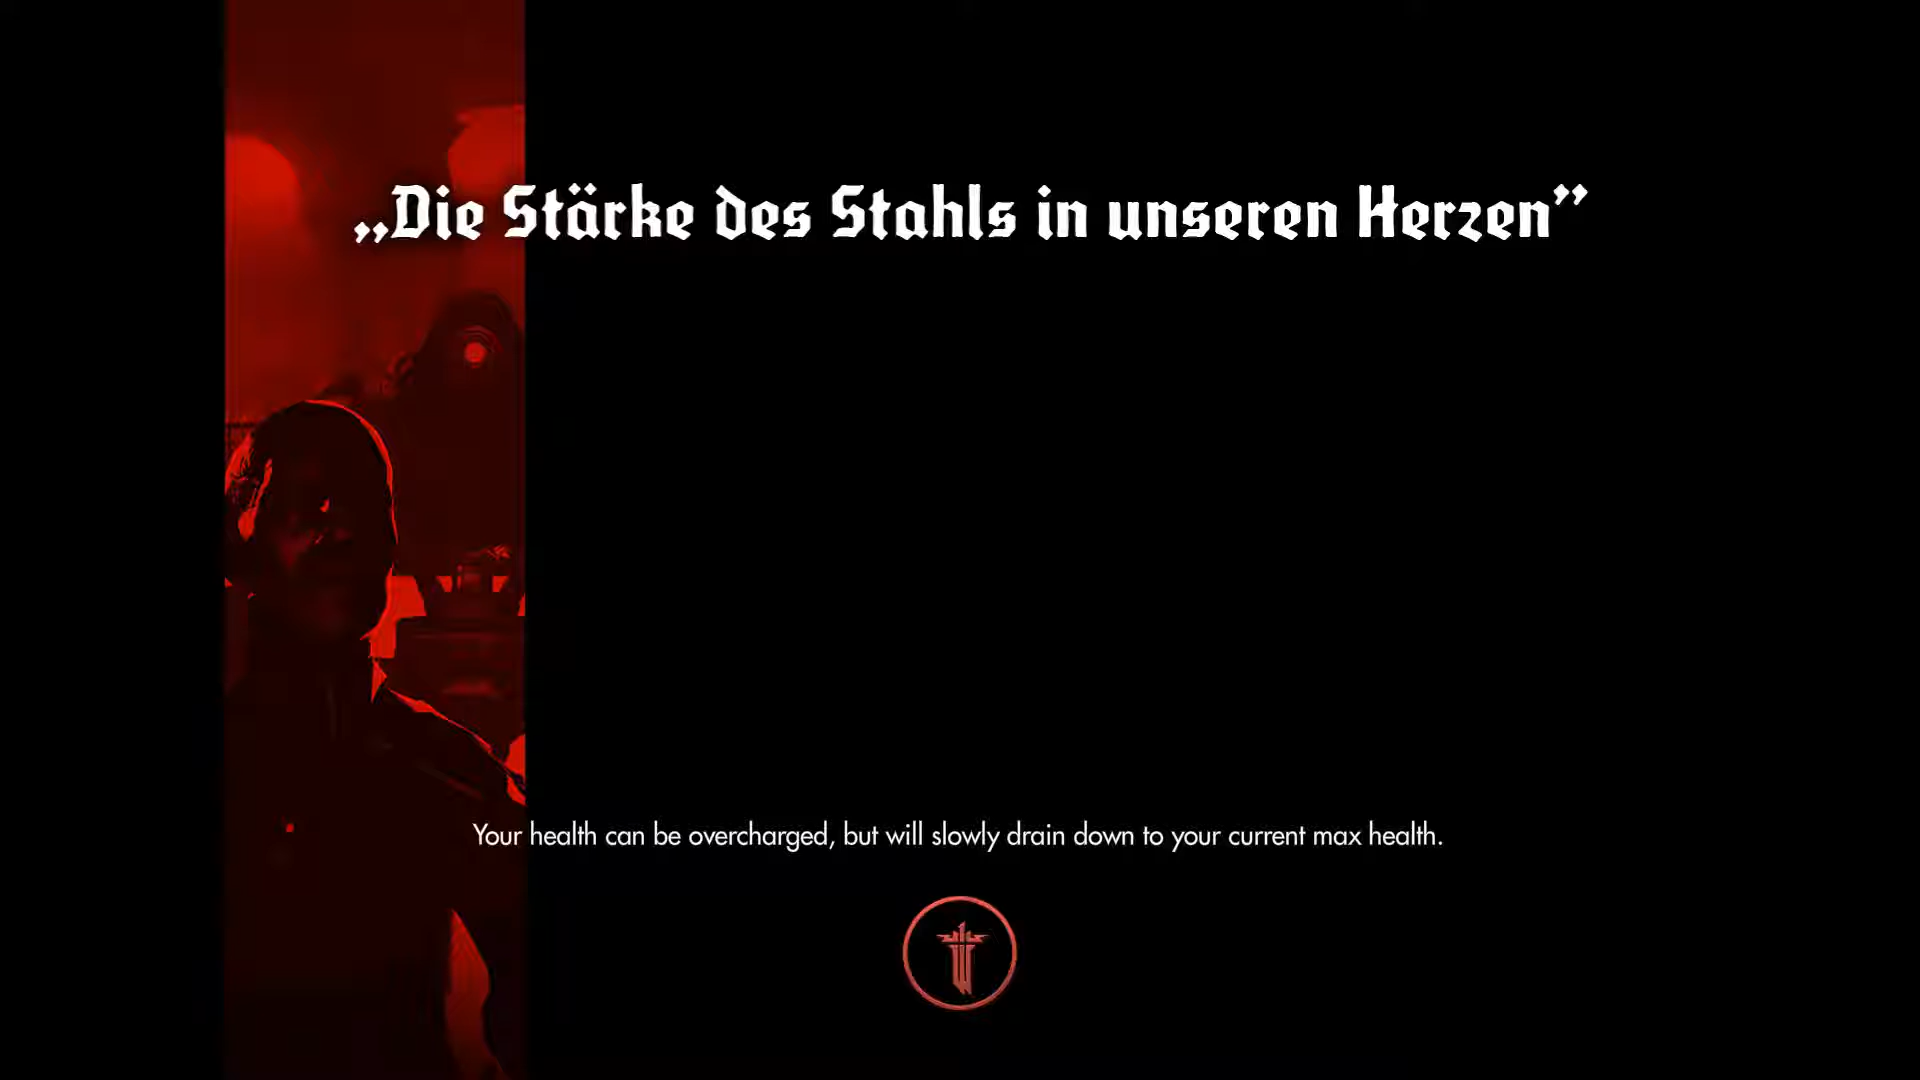 „Die Stärke des Stahls in unseren Herzen”
Your health can be overcharged, but will slowly drain down to your current max health.